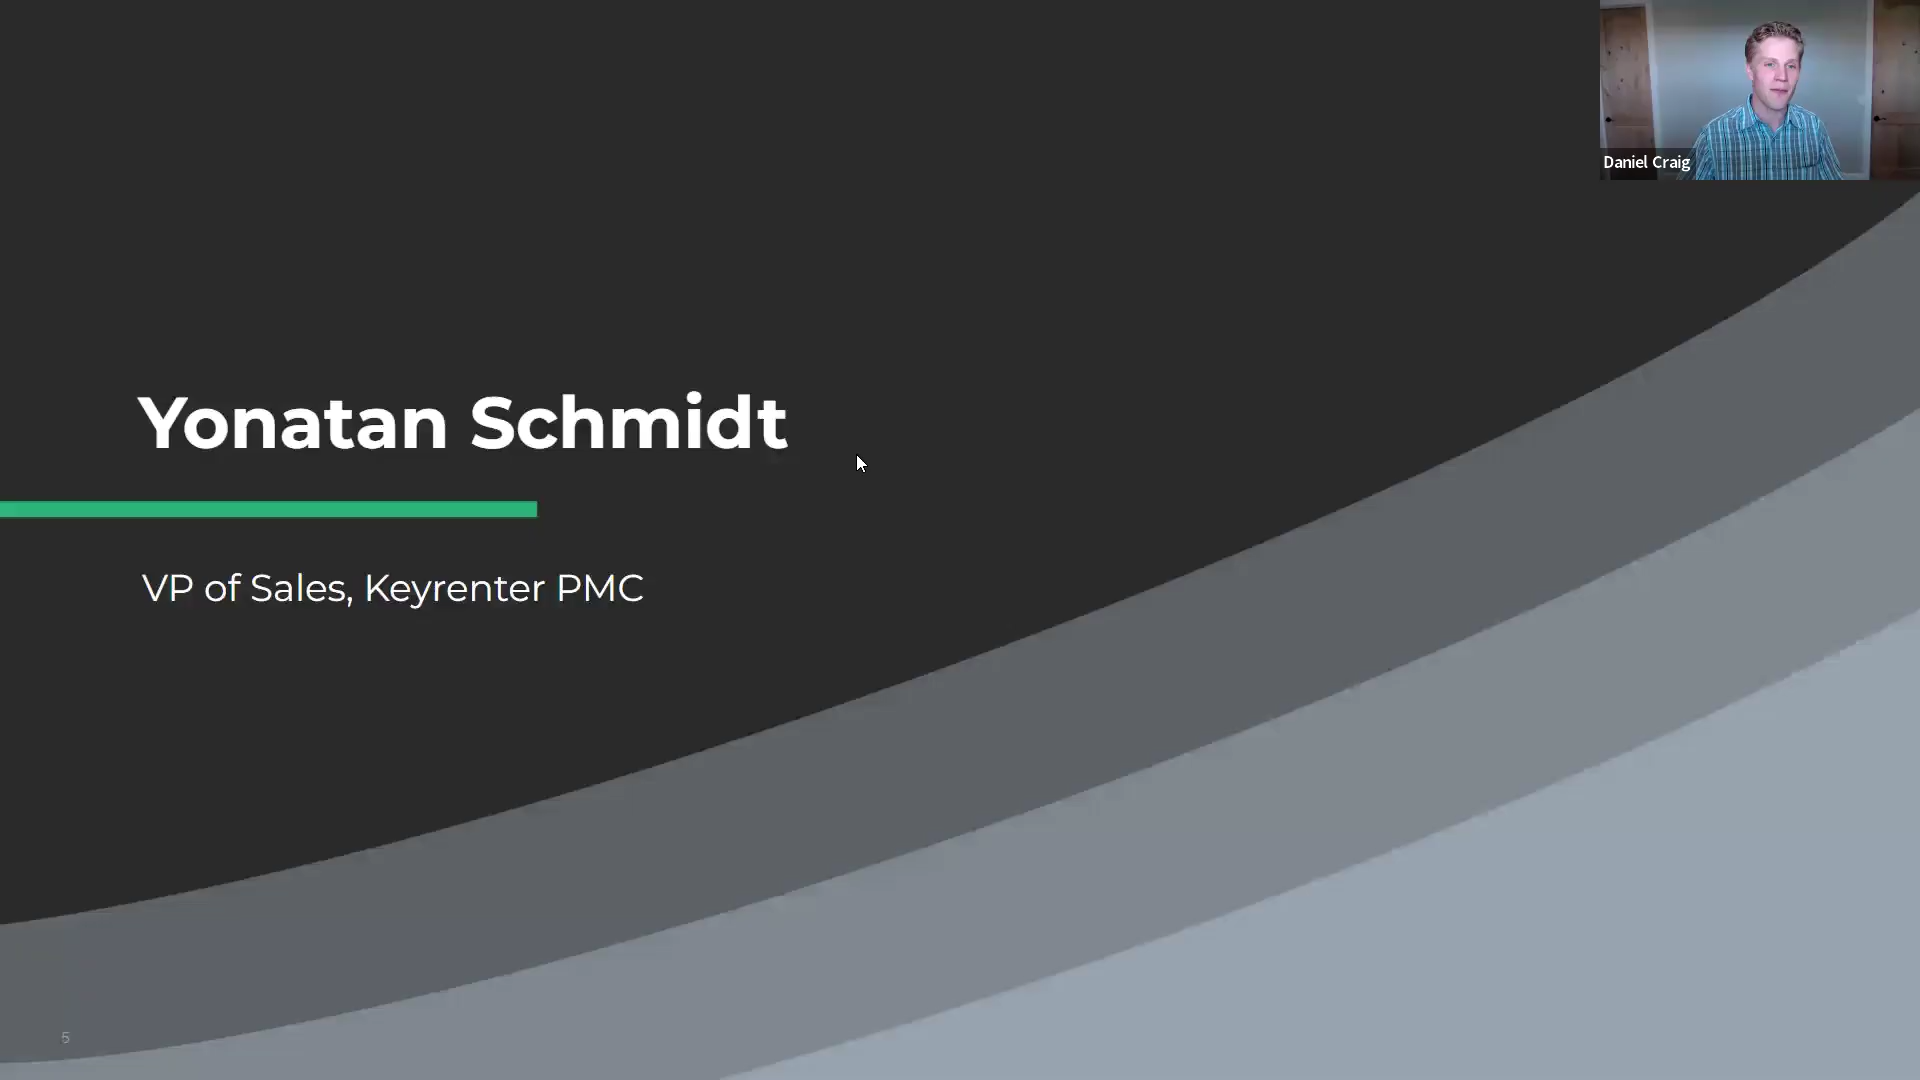 Daniel Craig
Yonatan Schmidt
VP of Sales, Keyrenter PMC
5